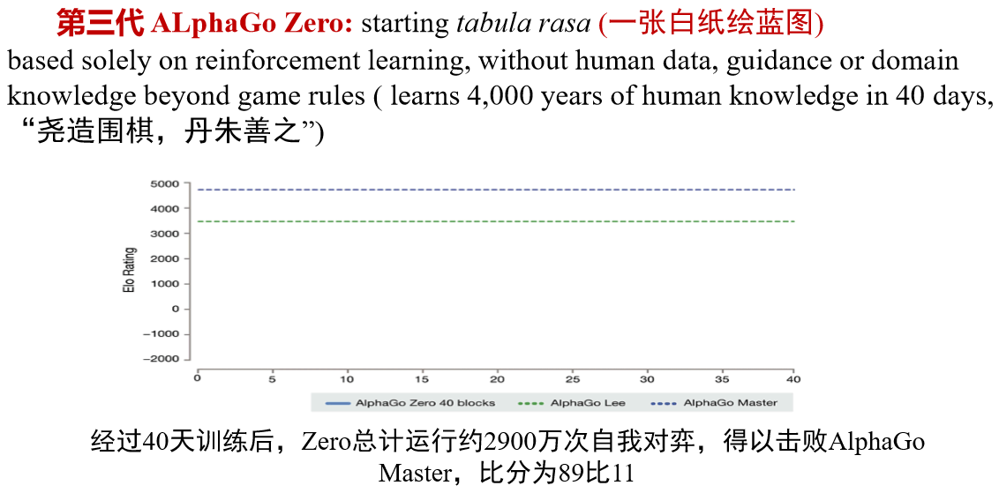 第三代 ALphaGo Zero: starting tabula rasa (一张白纸绘蓝图)
based solely on reinforcement learning, without human data, guidance or domain
knowledge beyond game rules ( learns 4,000 years of human knowledge in 40 days,
“尧造围棋，丹朱善之”)
5000
4000
3000
2000
1000
0
−1000
−2000
Elo Rating
0 5 10 15 20 25 30 35 40
AlphaGo Zero 40 blocks AlphaGo Lee AlphaGo Master
经过40天训练后，Zero总计运行约2900万次自我对弈，得以击败AlphaGo
Master，比分为89比11